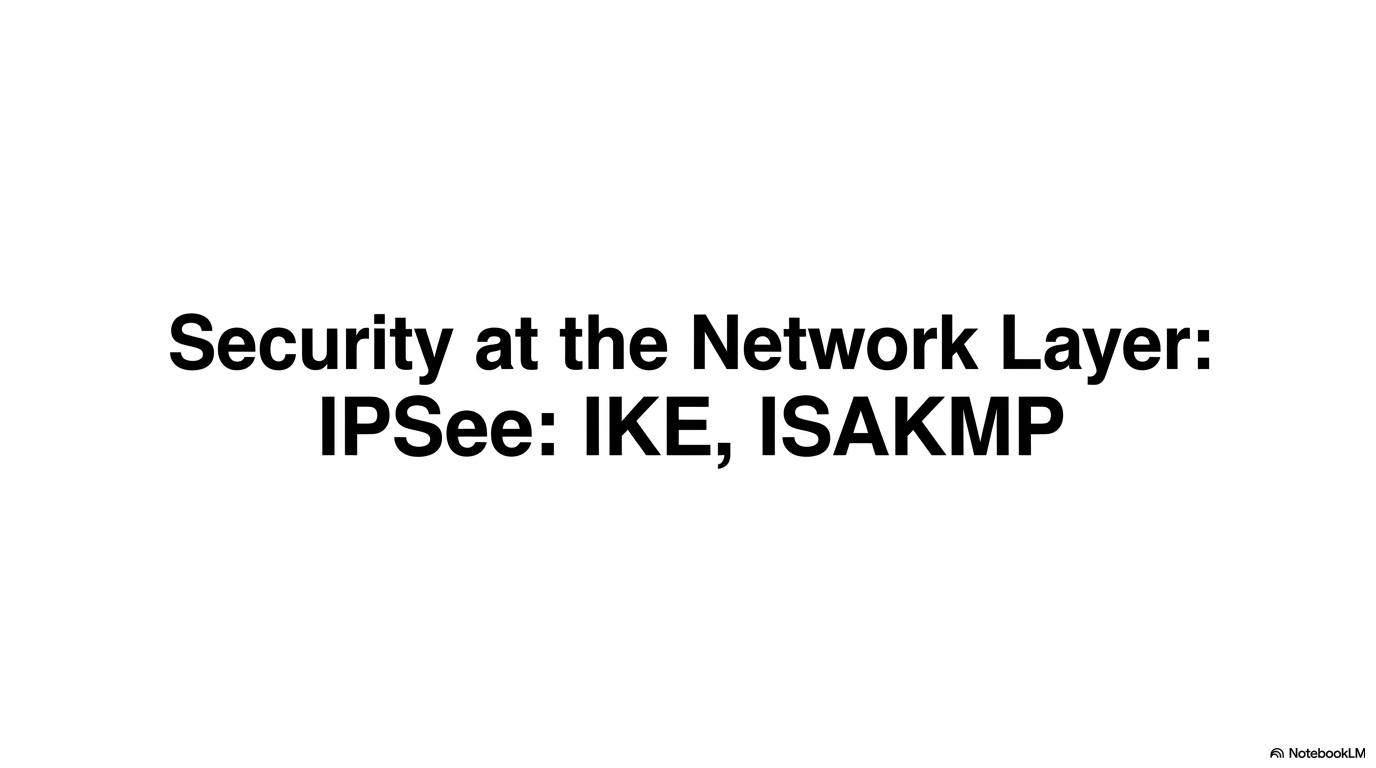 Security at the Network Layer:
IPSee: IKE, ISAKMP
NotebookLM